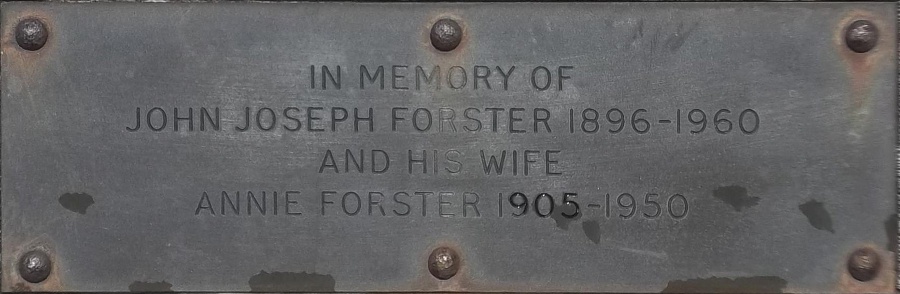 IN MEMORY OF
JOHN JOSEPH FORSTER 1896-1960
AND HIS WIFE
ANNIE FORSTER 1905-1950